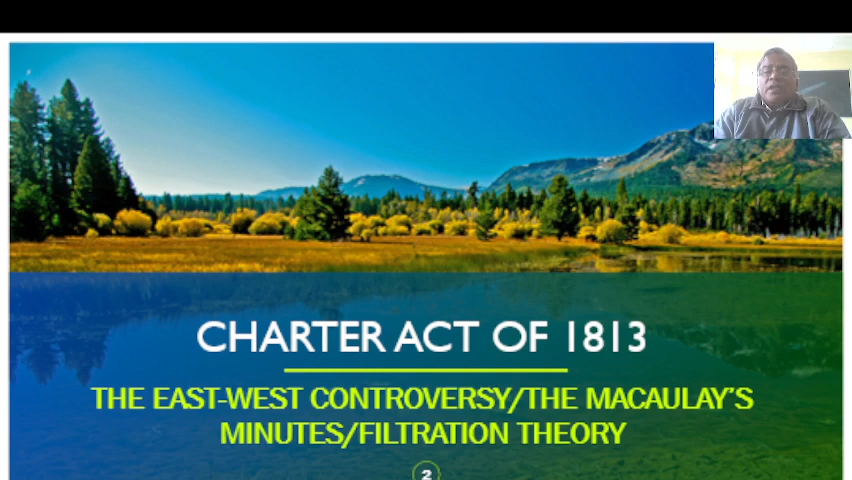 CHARTER ACT OF 1813
THE EAST-WEST CONTROVERSY/THE MACAULAY'S
MINUTES/FILTRATION THEORY
2